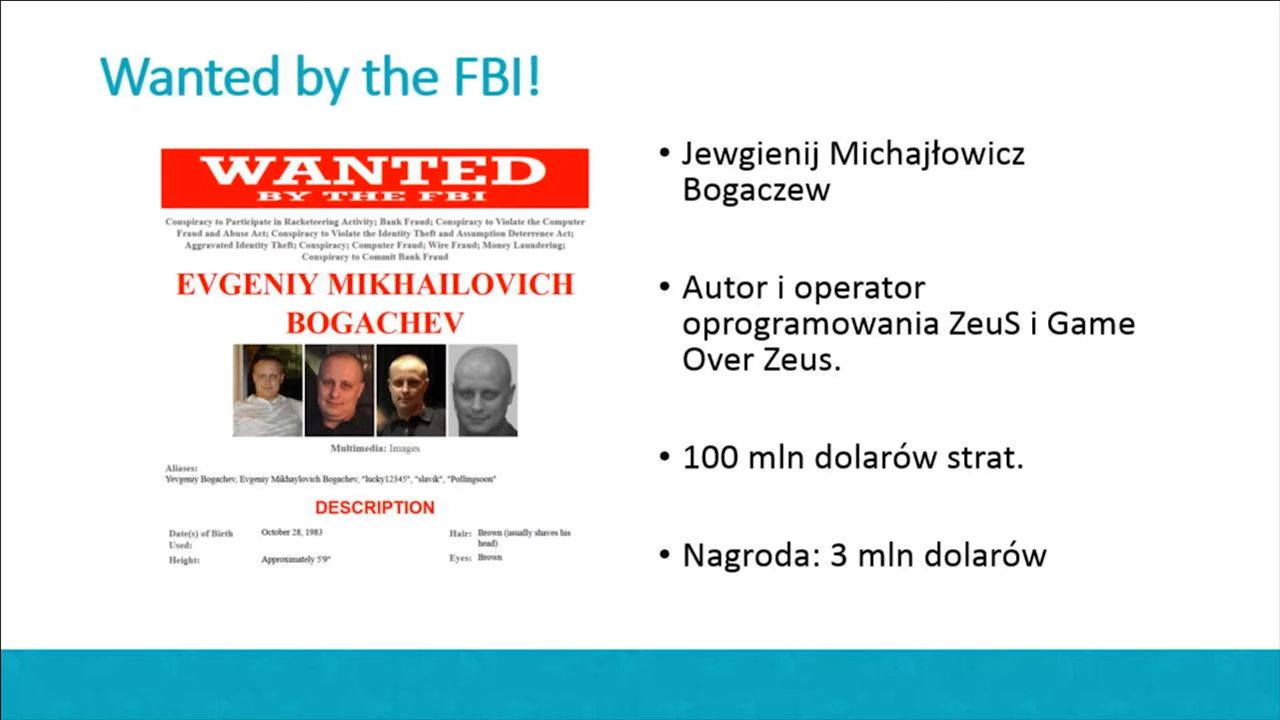 Wanted by the FBI!
WANTED
BY THE FBI
Conspiracy to Participate in Racketeering Activity; Bank Fraud; Conspiracy to Violate the Computer
Fraud and Abuse Act; Conspiracy to Violate the Identity Theft and Assumption Deterrence Act;
Aggravated Identity Theft; Conspiracy; Computer Fraud; Wire Fraud; Money Laundering;
Conspiracy to Commit Bank Fraud
EVGENIY MIKHAILOVICH
BOGACHEV
Multimedia: Images
Aliases:
Yevgeniy Bogachev, Evgeniy Mikhaylovich Bogachev, "lucky12345", "slavik", "Pollingsoon"
DESCRIPTION
Date(s) of Birth Used: October 28, 1983
Hair: Brown (usually shaves his
head)
Height: Approximately 5'9"
Eyes: Brown
• Jewgienij Michajłowicz
Bogaczew
• Autor i operator
oprogramowania ZeuS i Game
Over Zeus.
• 100 mln dolarów strat.
• Nagroda: 3 mln dolarów